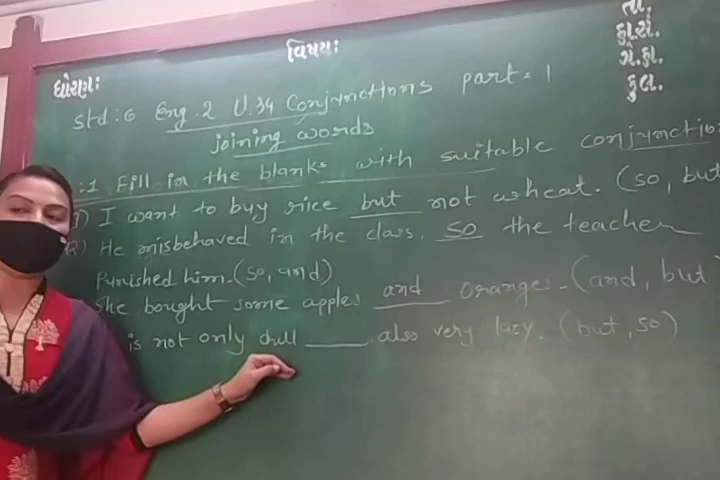 ધોરણઃ
વિષયઃ
તા.
ક્રા.સં.
ગે.હા.
કુલ.
Std: 6 Eng. 2 U.34 Conjunctions part = 1
joining words
:1 Fill in the blanks with suitable conjunctio
1) I want to buy rice but not wheat. (so, but
2) He misbehaved in the class, so the teacher
Punished him. (so, and)
She bought some apples and oranges. (and, but
is not only dull ____ also very lazy. (but, so)